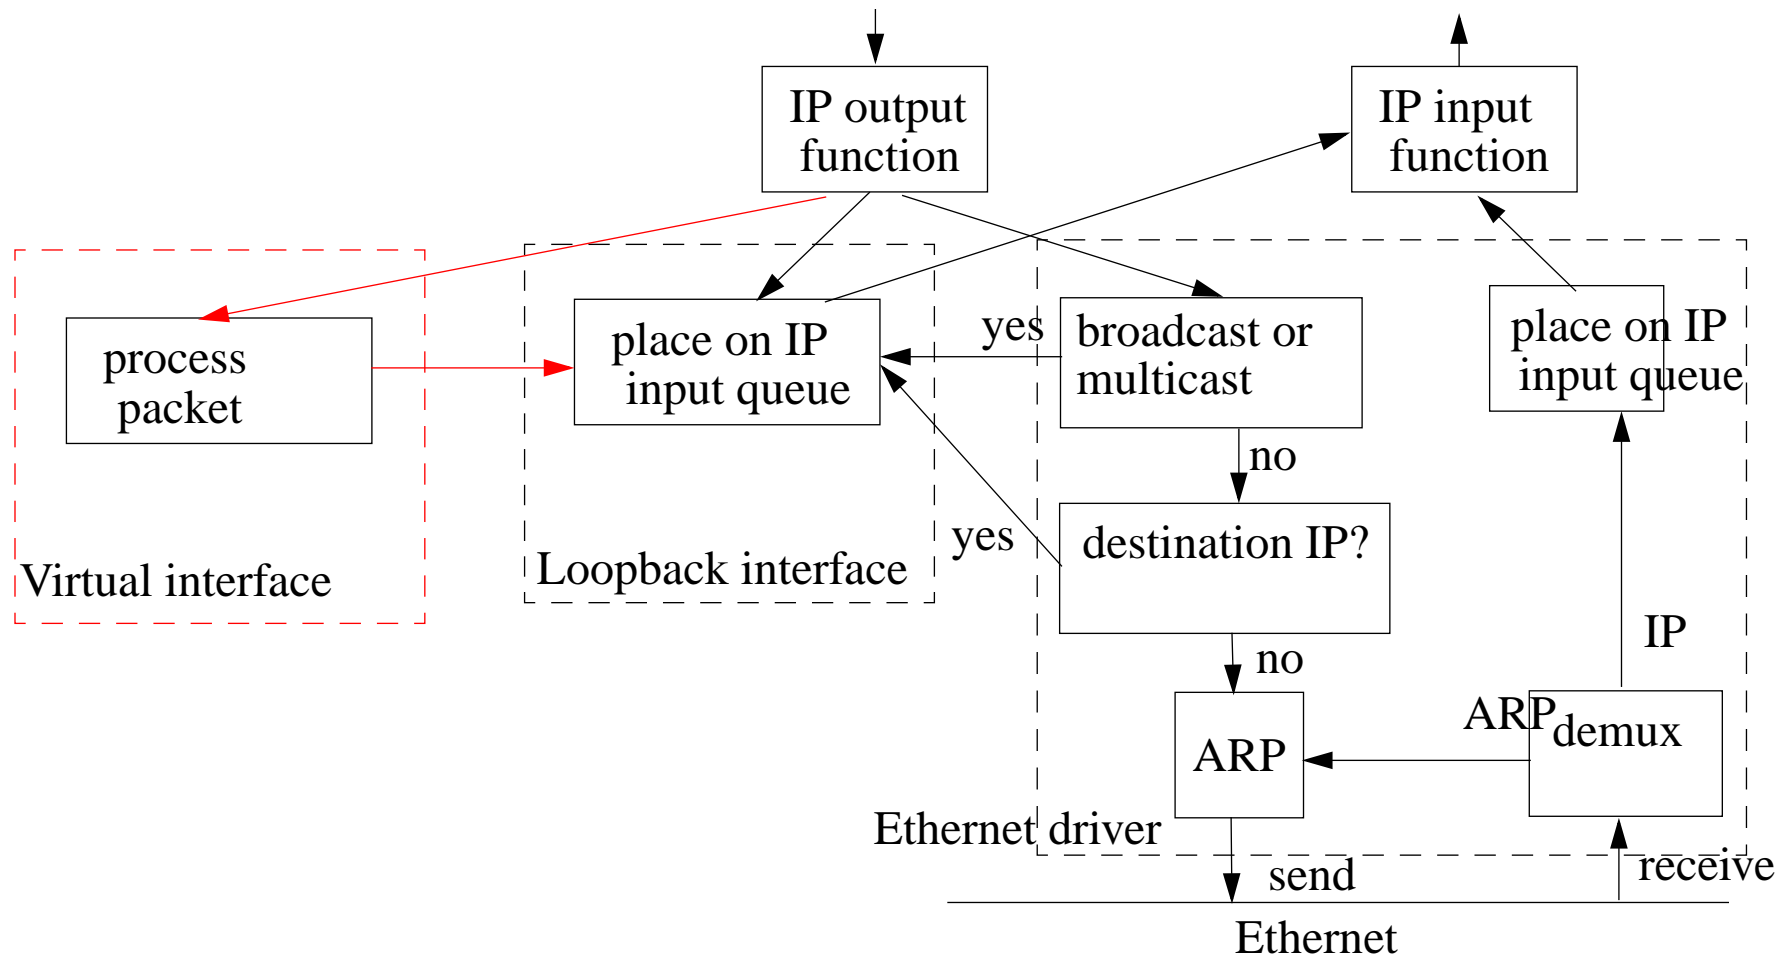 IP output
function
IP input
function
process
packet
place on IP
input queue
yes
broadcast or
multicast
place on IP
input queue
no
yes
destination IP?
Virtual interface
Loopback interface
IP
no
ARP
demux
ARP
Ethernet driver
send
receive
Ethernet